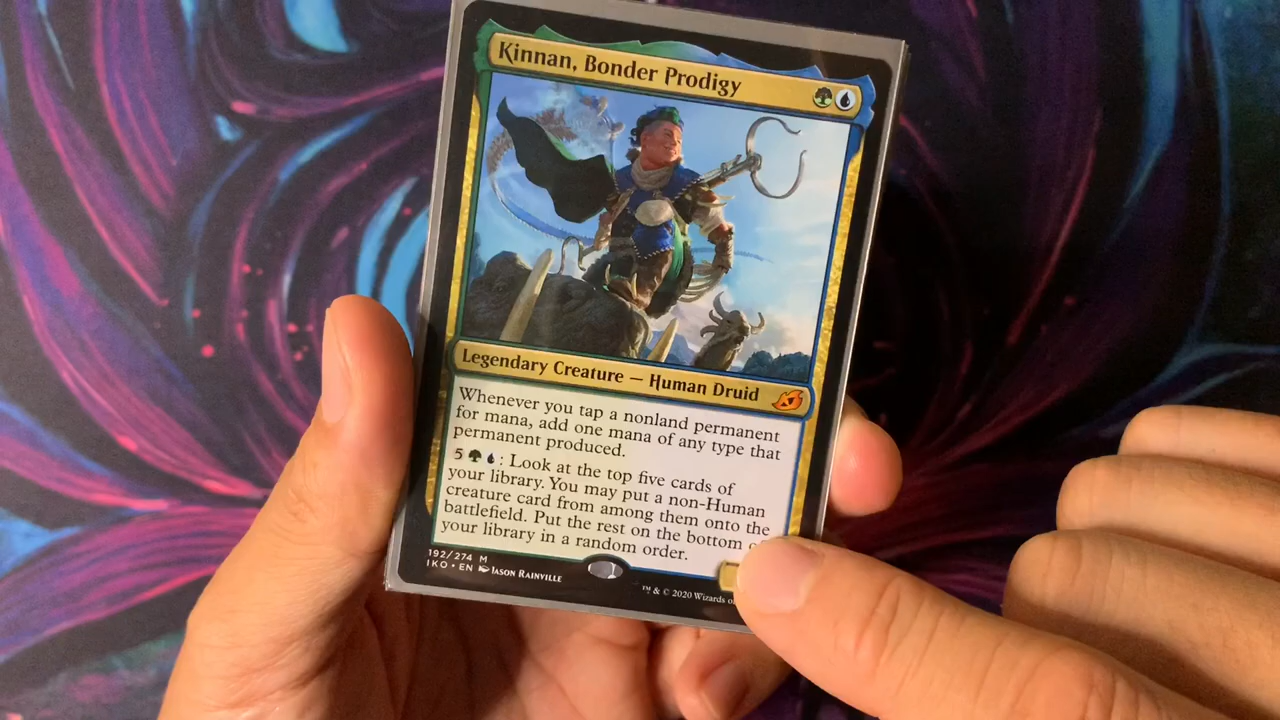 Kinnan, Bonder Prodigy
Legendary Creature — Human Druid
Whenever you tap a nonland permanent
for mana, add one mana of any type that
permanent produced.
5 : Look at the top five cards of
your library. You may put a non-Human
creature card from among them onto the
battlefield. Put the rest on the bottom
your library in a random order.
192/274 M
IKO • EN Jason Rainville
™ & © 2020 Wizards